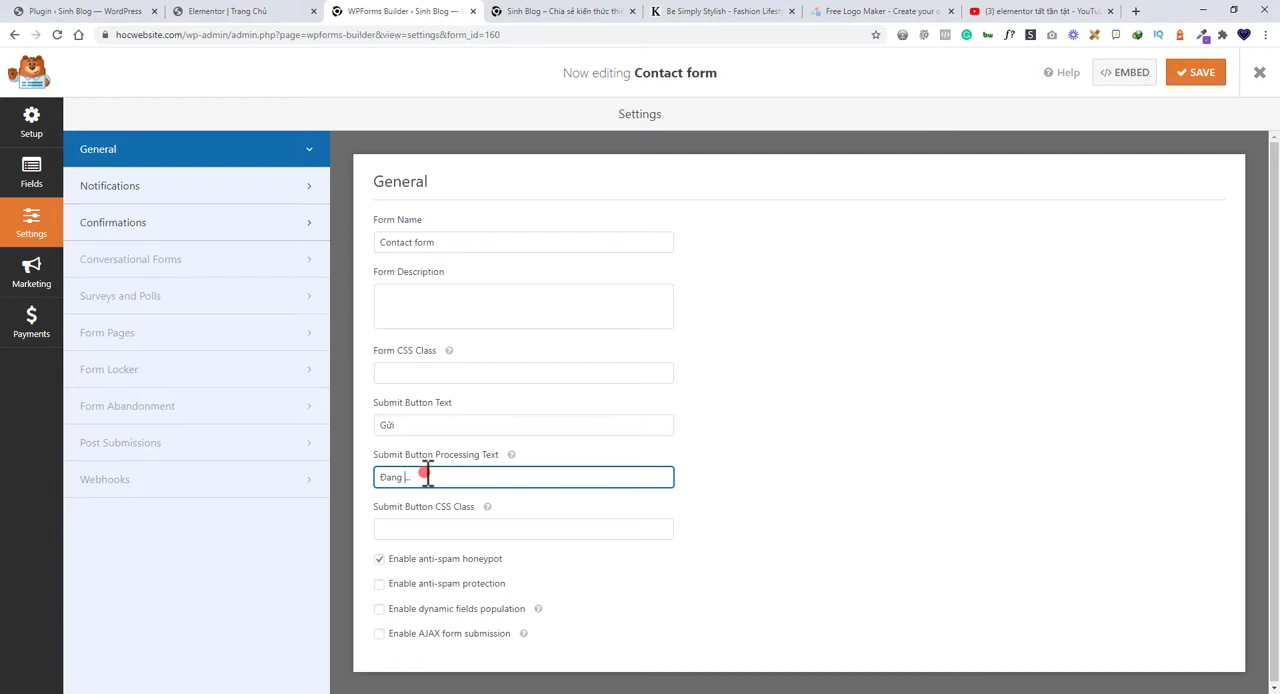 Plugin ‹ Sinh Blog — WordPress
Elementor | Trang Chủ
WPForms Builder ‹ Sinh Blog — W
Sinh Blog – Chia sẻ kiến thức thiế
Be Simply Stylish - Fashion Lifesty
Free Logo Maker - Create your o
(3) elementor tất tần tật - YouTu
hocwebsite.com/wp-admin/admin.php?page=wpforms-builder&view=settings&form_id=160
Now editing Contact form
Help
</> EMBED
SAVE
Settings
Setup
Fields
Settings
Marketing
Payments
General
Notifications
Confirmations
Conversational Forms
Surveys and Polls
Form Pages
Form Locker
Form Abandonment
Post Submissions
Webhooks
General
Form Name
Contact form
Form Description
Form CSS Class
Submit Button Text
Gửi
Submit Button Processing Text
Đang ...
Submit Button CSS Class
Enable anti-spam honeypot
Enable anti-spam protection
Enable dynamic fields population
Enable AJAX form submission